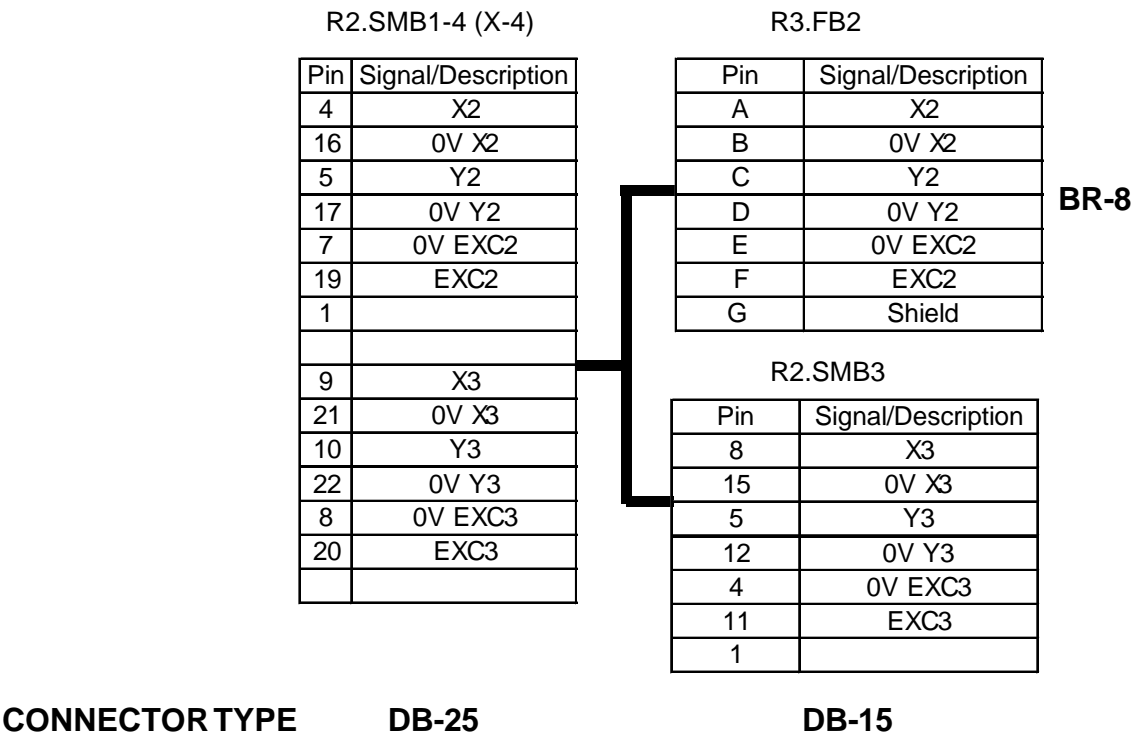 R2.SMB1-4 (X-4)
Pin Signal/Description
4 X2
16 0V X2
5 Y2
17 0V Y2
7 0V EXC2
19 EXC2
1
9 X3
21 0V X3
10 Y3
22 0V Y3
8 0V EXC3
20 EXC3
R3.FB2
Pin Signal/Description
A X2
B 0V X2
C Y2
D 0V Y2
E 0V EXC2
F EXC2
G Shield
BR-8
R2.SMB3
Pin Signal/Description
8 X3
15 0V X3
5 Y3
12 0V Y3
4 0V EXC3
11 EXC3
1
CONNECTOR TYPE DB-25 DB-15